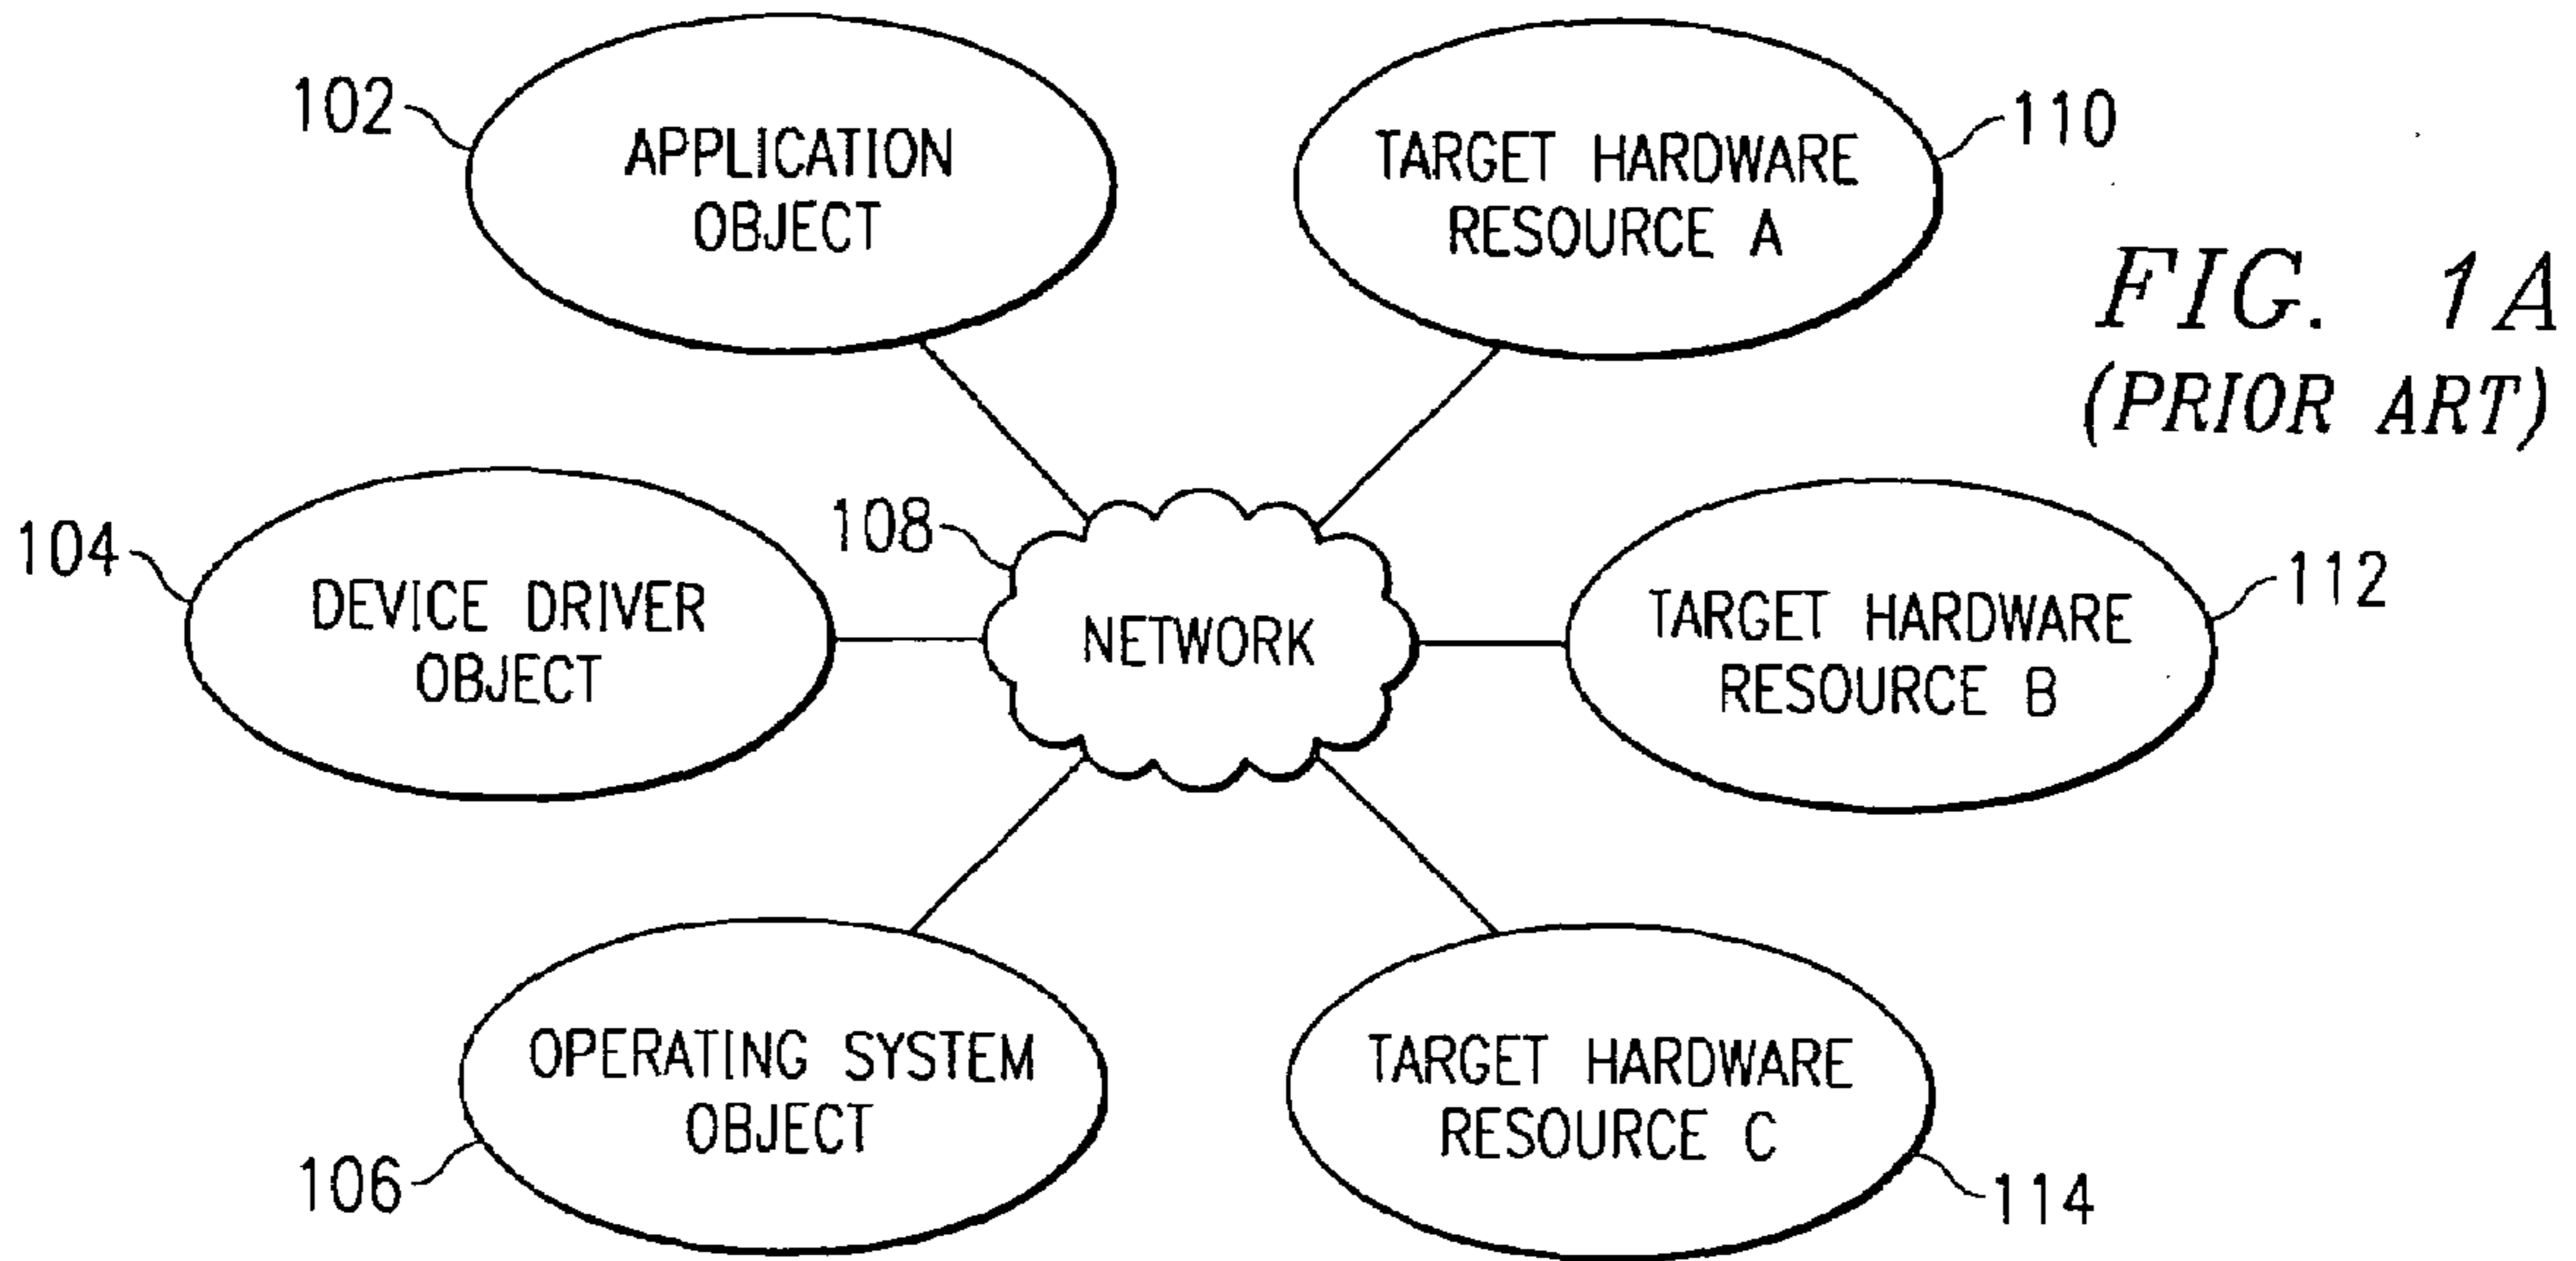 102
APPLICATION
OBJECT
TARGET HARDWARE
RESOURCE A
110
FIG. 1A
(PRIOR ART)
104
DEVICE DRIVER
OBJECT
108
NETWORK
TARGET HARDWARE
RESOURCE B
112
OPERATING SYSTEM
OBJECT
106
TARGET HARDWARE
RESOURCE C
114